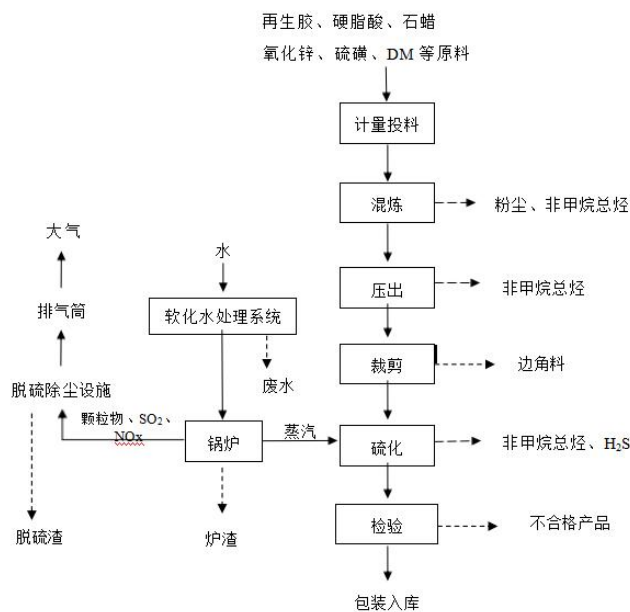 再生胶、硬脂酸、石蜡
氧化锌、硫磺、DM 等原料
计量投料
混炼
粉尘、非甲烷总烃
大气
水
压出
非甲烷总烃
排气筒
软化水处理系统
裁剪
边角料
废水
脱硫除尘设施
颗粒物、SO₂、
NOx
锅炉
蒸汽
硫化
非甲烷总烃、H₂S
脱硫渣
炉渣
检验
不合格产品
包装入库